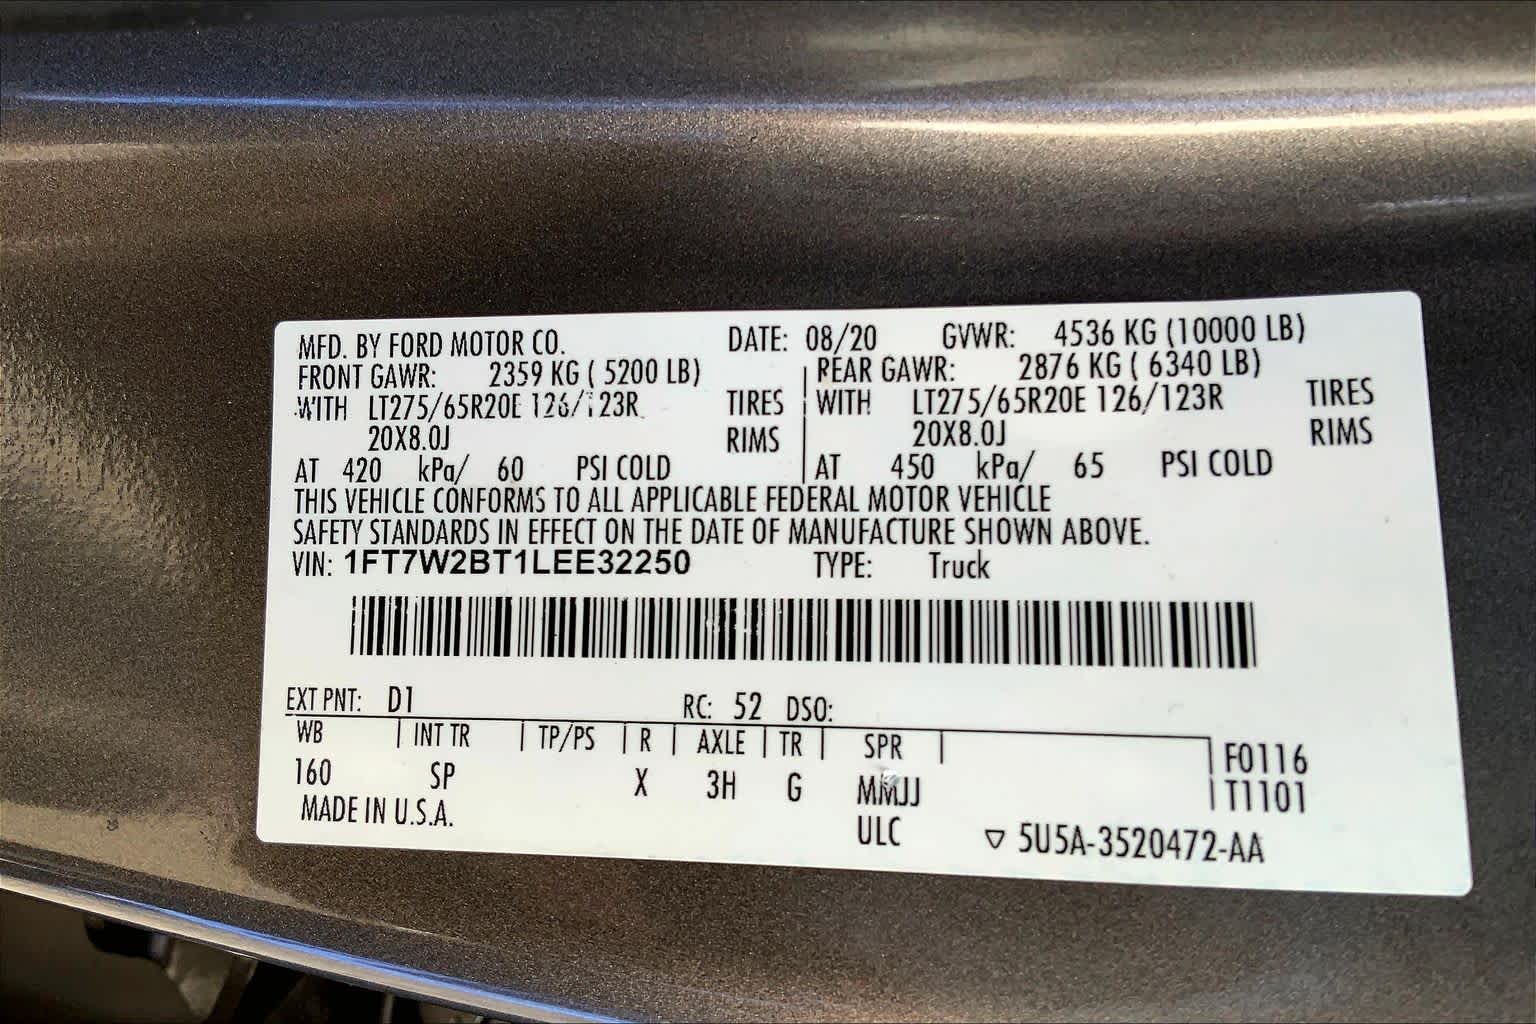 MFD. BY FORD MOTOR CO. DATE: 08/20 GVWR: 4536 KG (10000 LB)
FRONT GAWR: 2359 KG ( 5200 LB) REAR GAWR: 2876 KG ( 6340 LB)
WITH LT275/65R20E 126/123R TIRES WITH LT275/65R20E 126/123R TIRES
20X8.0J RIMS 20X8.0J RIMS
AT 420 kPa/ 60 PSI COLD AT 450 kPa/ 65 PSI COLD
THIS VEHICLE CONFORMS TO ALL APPLICABLE FEDERAL MOTOR VEHICLE
SAFETY STANDARDS IN EFFECT ON THE DATE OF MANUFACTURE SHOWN ABOVE.
VIN: 1FT7W2BT1LEE32250 TYPE: Truck
EXT PNT: D1 RC: 52 DSO:
WB INT TR TP/PS R AXLE TR SPR F0116
160 SP X 3H G MMJJ T1101
MADE IN U.S.A. ULC ▽ 5U5A-3520472-AA